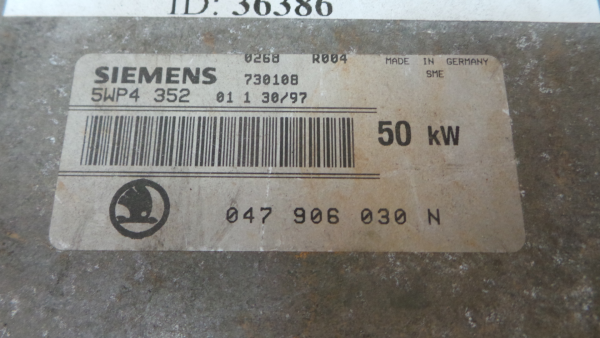 ID: 36386
0268 R004 MADE IN GERMANY
SIEMENS 730108 SME
5WP4 352 01 1 30/97
50 kW
047 906 030 N